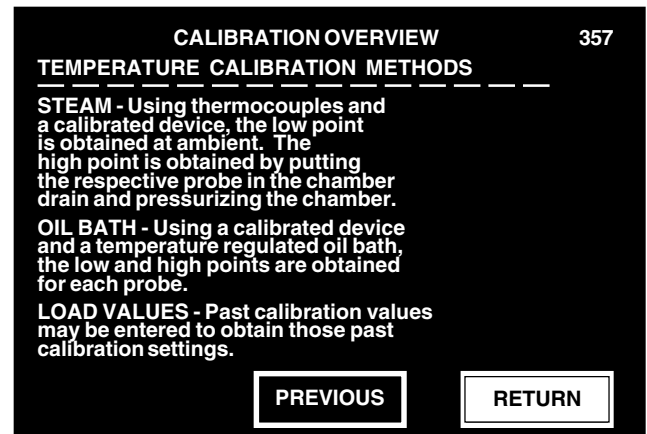 CALIBRATION OVERVIEW 357
TEMPERATURE CALIBRATION METHODS
STEAM - Using thermocouples and
a calibrated device, the low point
is obtained at ambient. The
high point is obtained by putting
the respective probe in the chamber
drain and pressurizing the chamber.
OIL BATH - Using a calibrated device
and a temperature regulated oil bath,
the low and high points are obtained
for each probe.
LOAD VALUES - Past calibration values
may be entered to obtain those past
calibration settings.
PREVIOUS RETURN